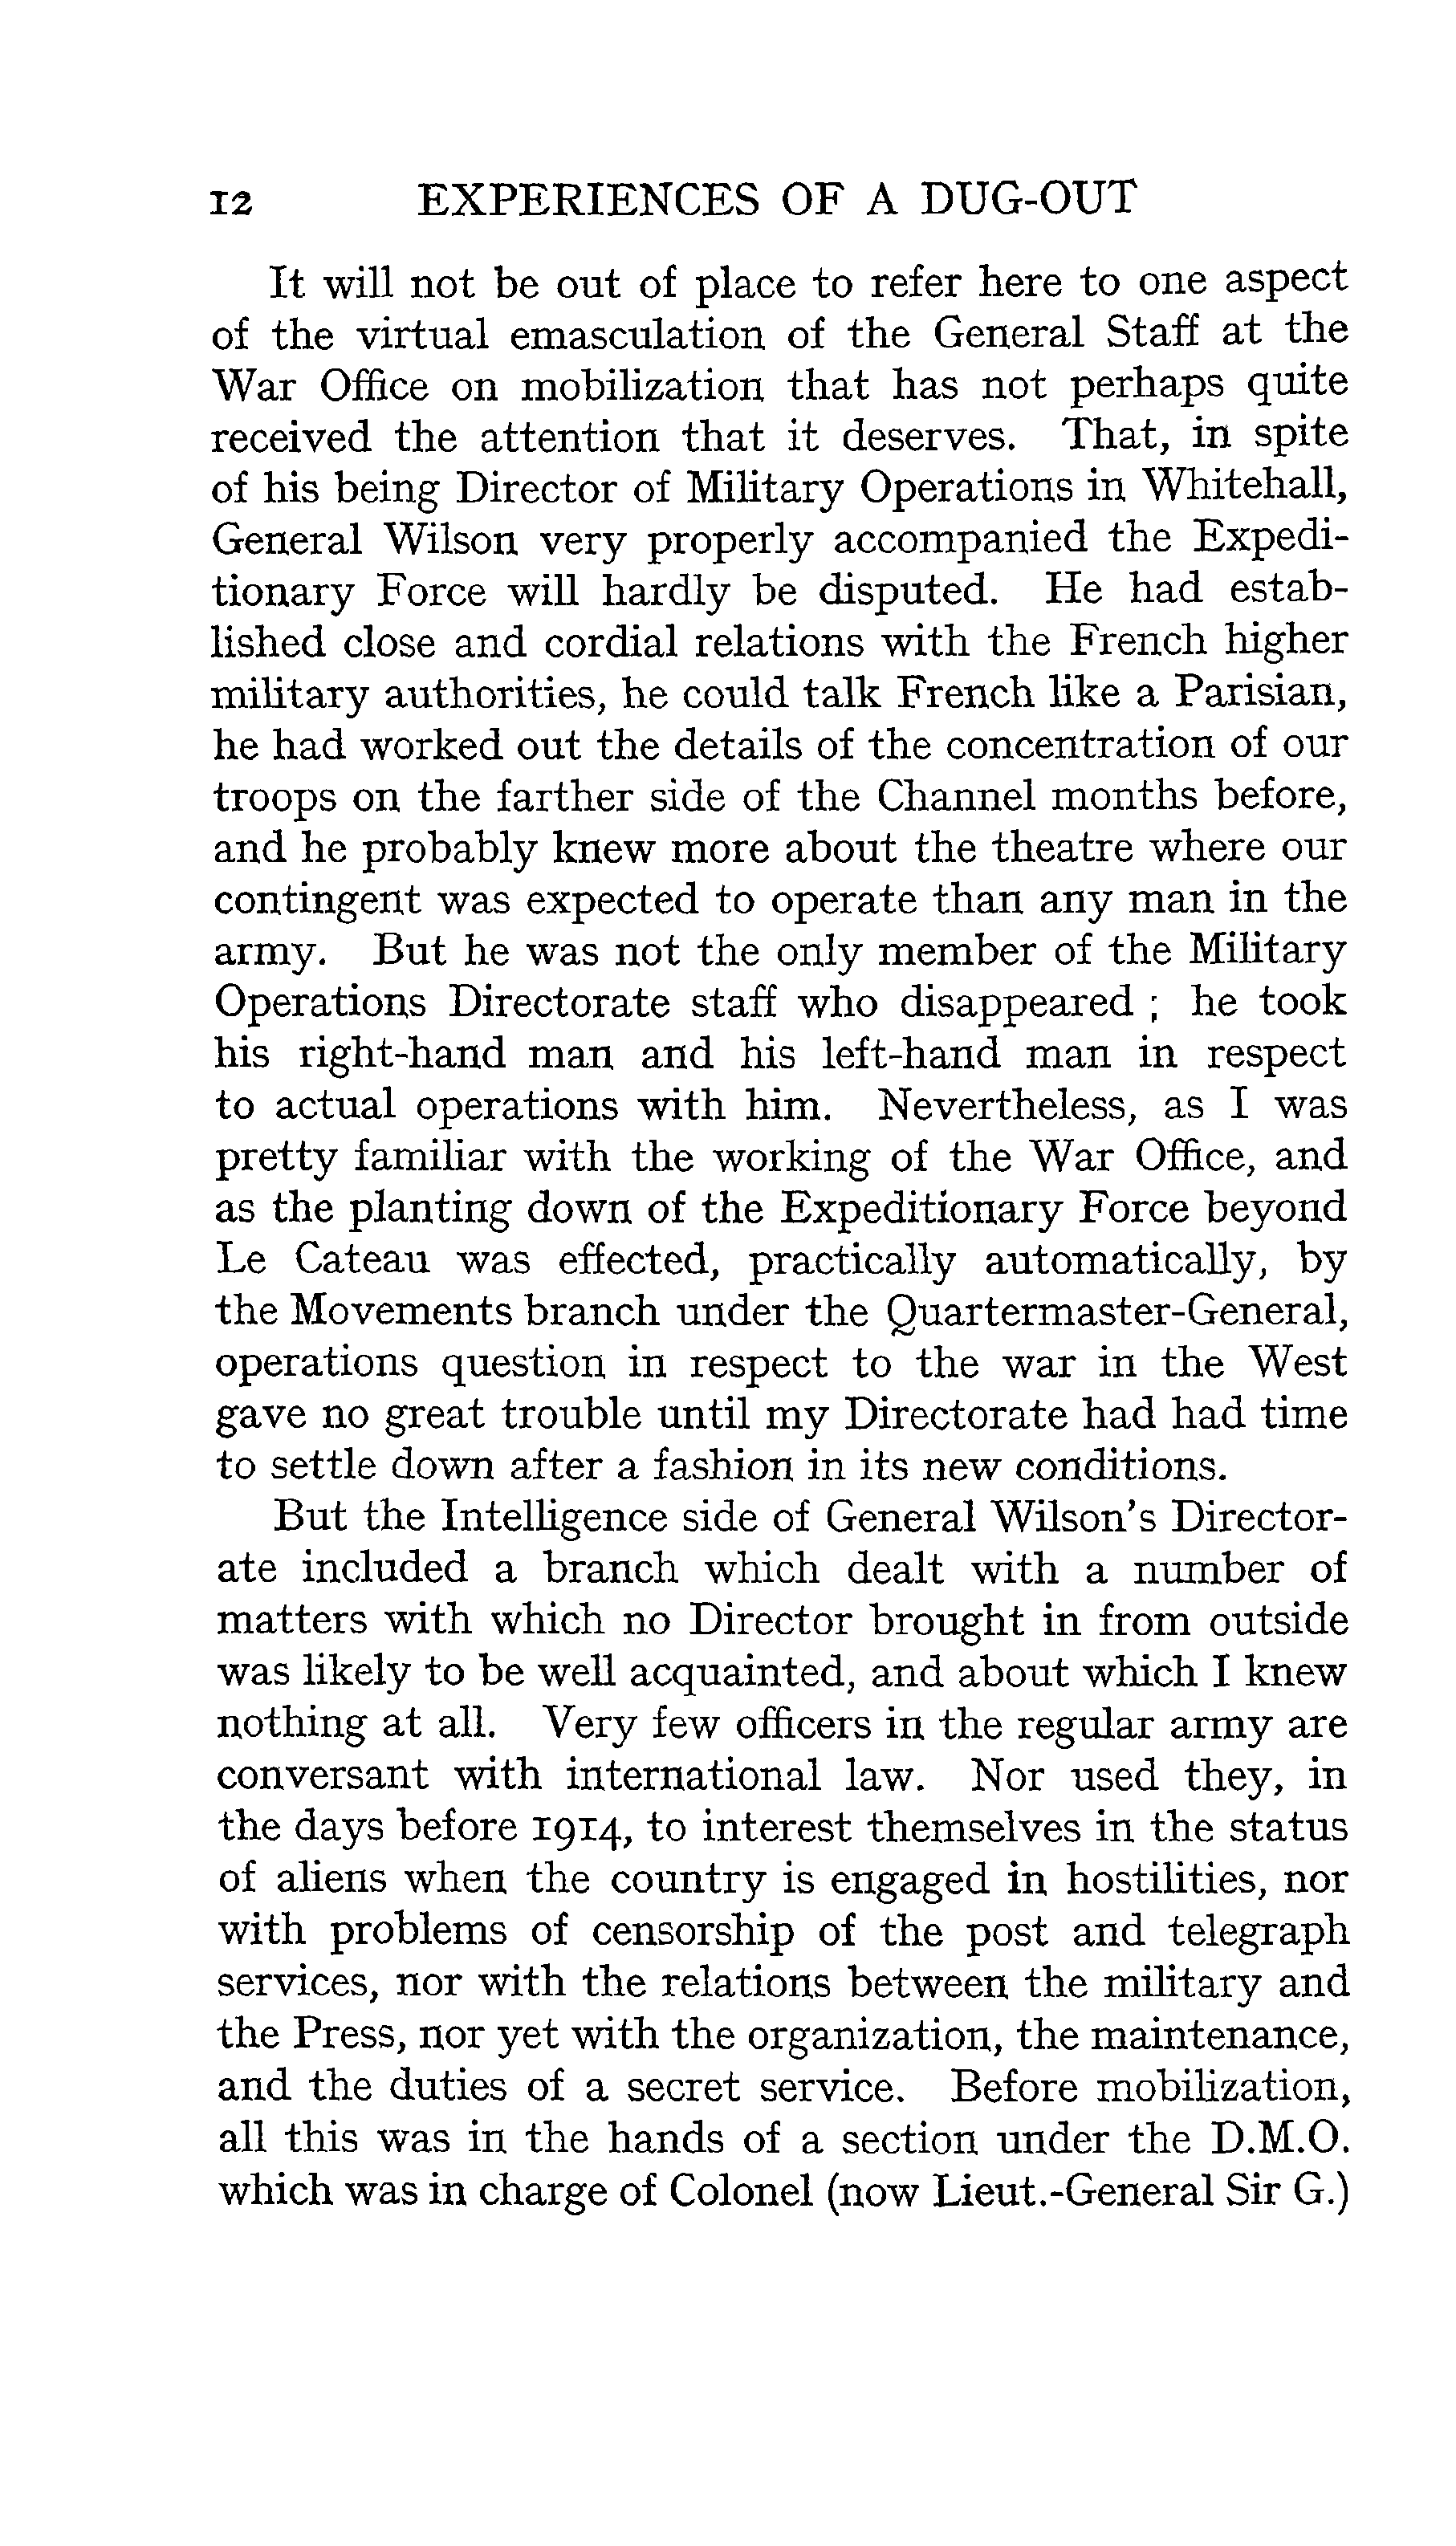 12 EXPERIENCES OF A DUG-OUT
It will not be out of place to refer here to one aspect
of the virtual emasculation of the General Staff at the
War Office on mobilization that has not perhaps quite
received the attention that it deserves. That, in spite
of his being Director of Military Operations in Whitehall,
General Wilson very properly accompanied the Expedi-
tionary Force will hardly be disputed. He had estab-
lished close and cordial relations with the French higher
military authorities, he could talk French like a Parisian,
he had worked out the details of the concentration of our
troops on the farther side of the Channel months before,
and he probably knew more about the theatre where our
contingent was expected to operate than any man in the
army. But he was not the only member of the Military
Operations Directorate staff who disappeared ; he took
his right-hand man and his left-hand man in respect
to actual operations with him. Nevertheless, as I was
pretty familiar with the working of the War Office, and
as the planting down of the Expeditionary Force beyond
Le Cateau was effected, practically automatically, by
the Movements branch under the Quartermaster-General,
operations question in respect to the war in the West
gave no great trouble until my Directorate had had time
to settle down after a fashion in its new conditions.
But the Intelligence side of General Wilson's Director-
ate included a branch which dealt with a number of
matters with which no Director brought in from outside
was likely to be well acquainted, and about which I knew
nothing at all. Very few officers in the regular army are
conversant with international law. Nor used they, in
the days before 1914, to interest themselves in the status
of aliens when the country is engaged in hostilities, nor
with problems of censorship of the post and telegraph
services, nor with the relations between the military and
the Press, nor yet with the organization, the maintenance,
and the duties of a secret service. Before mobilization,
all this was in the hands of a section under the D.M.O.
which was in charge of Colonel (now Lieut.-General Sir G.)